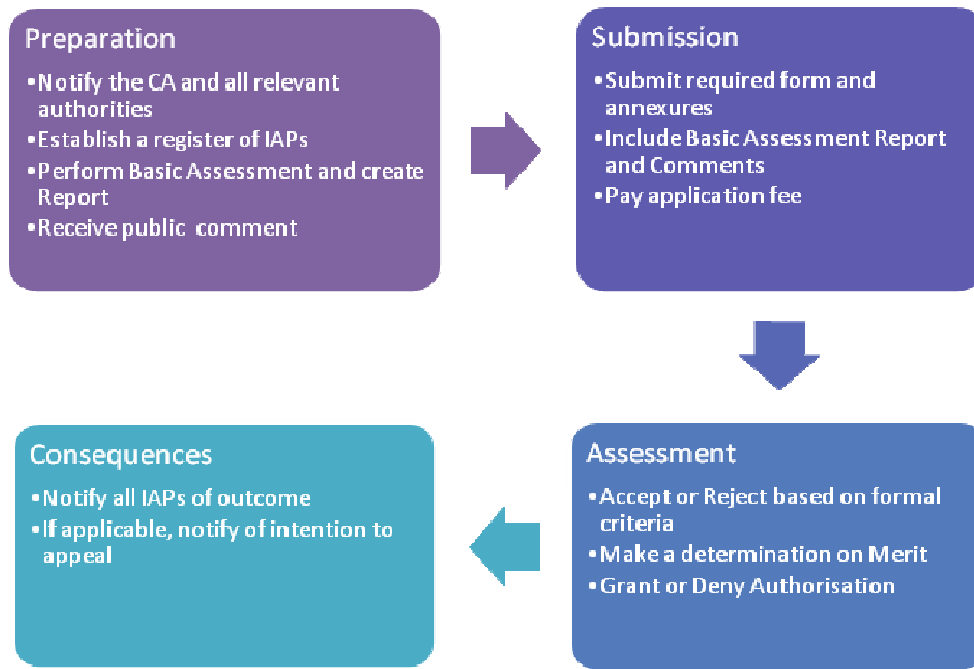 Preparation
•Notify the CA and all relevant
authorities
•Establish a register of IAPs
•Perform Basic Assessment and create
Report
•Receive public comment
Submission
•Submit required form and
annexures
•Include Basic Assessment Report
and Comments
•Pay application fee
Assessment
•Accept or Reject based on formal
criteria
•Make a determination on Merit
•Grant or Deny Authorisation
Consequences
•Notify all IAPs of outcome
•If applicable, notify of intention to
appeal